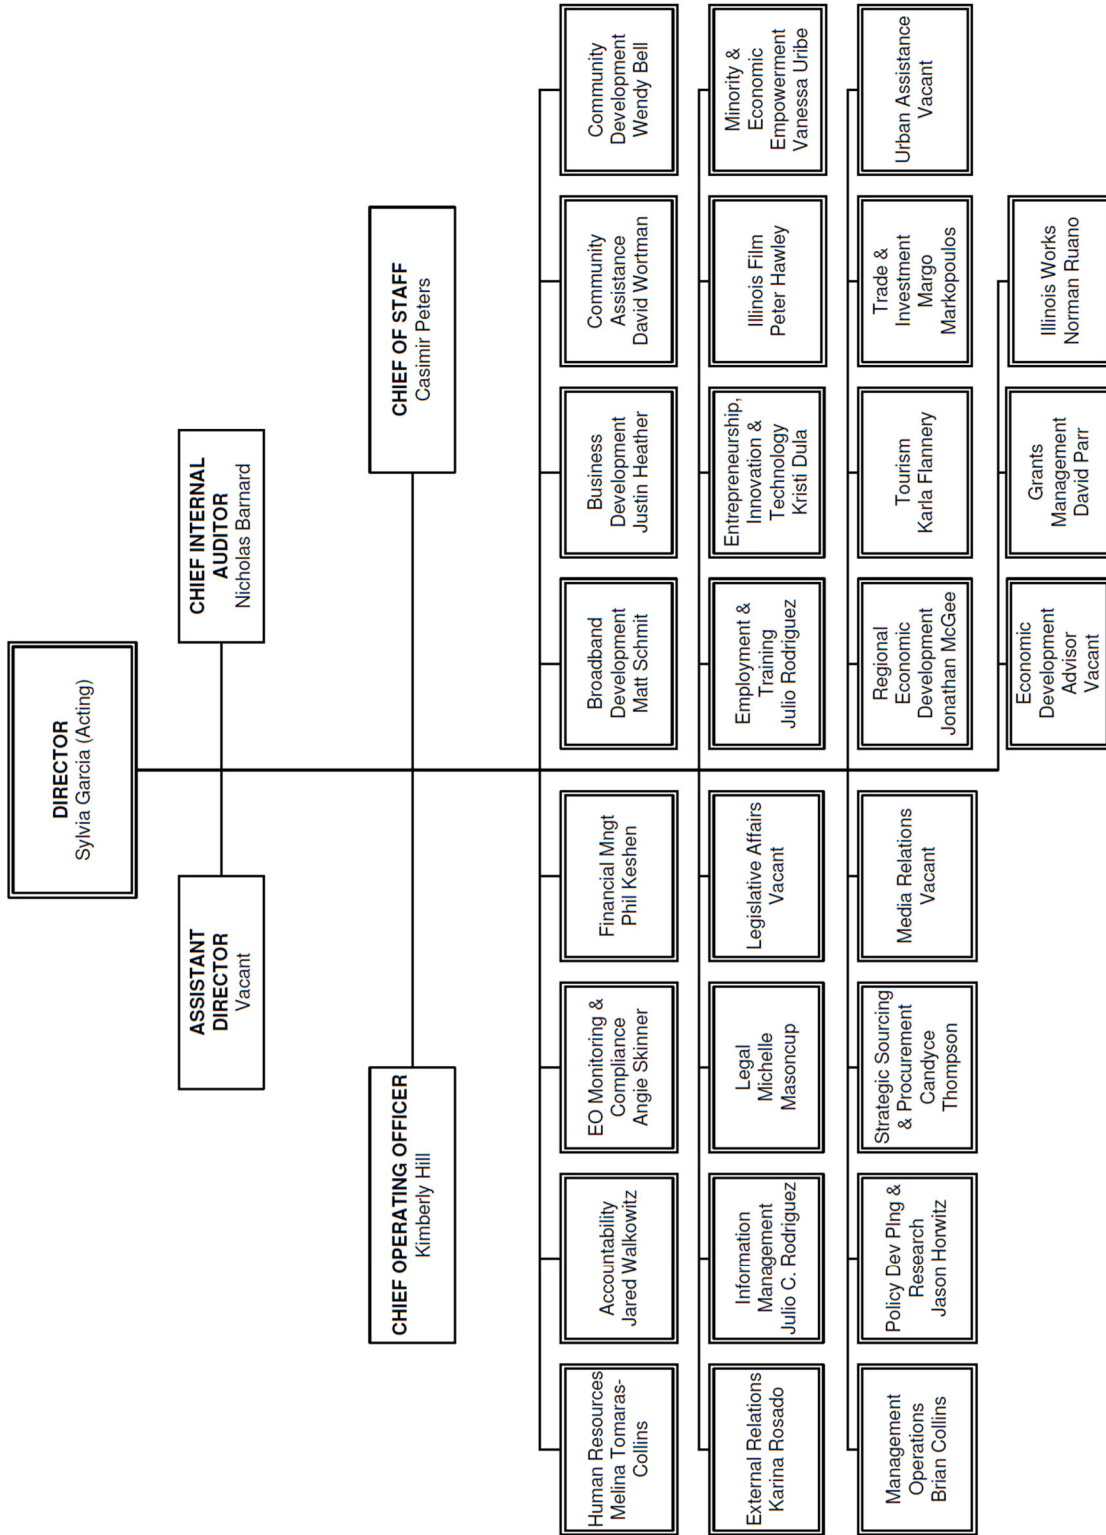 DIRECTOR
Sylvia Garcia (Acting)
ASSISTANT
DIRECTOR
Vacant
CHIEF INTERNAL
AUDITOR
Nicholas Barnard
CHIEF OPERATING OFFICER
Kimberly Hill
CHIEF OF STAFF
Casimir Peters
Human Resources
Melina Tomaras-
Collins
Accountability
Jared Walkowitz
EO Monitoring &
Compliance
Angie Skinner
Financial Mngt
Phil Keshen
Broadband
Development
Matt Schmit
Business
Development
Justin Heather
Community
Assistance
David Wortman
Community
Development
Wendy Bell
External Relations
Karina Rosado
Information
Management
Julio C. Rodriguez
Legal
Michelle
Masoncup
Legislative Affairs
Vacant
Employment &
Training
Julio Rodriguez
Entrepreneurship,
Innovation &
Technology
Kristi Dula
Illinois Film
Peter Hawley
Minority &
Economic
Empowerment
Vanessa Uribe
Management
Operations
Brian Collins
Policy Dev Plng &
Research
Jason Horwitz
Strategic Sourcing
& Procurement
Candyce
Thompson
Media Relations
Vacant
Regional
Economic
Development
Jonathan McGee
Tourism
Karla Flannery
Trade &
Investment
Margo
Markopoulos
Urban Assistance
Vacant
Economic
Development
Advisor
Vacant
Grants
Management
David Parr
Illinois Works
Norman Ruano